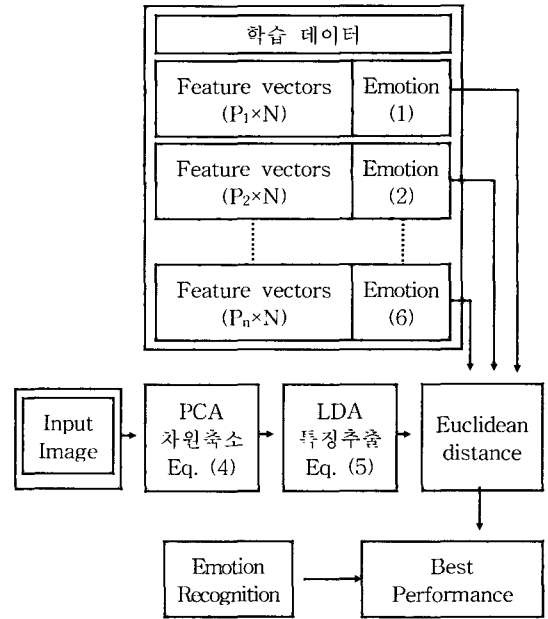 학습 데이터
Feature vectors
(P₁×N)
Emotion
(1)
Feature vectors
(P₂×N)
Emotion
(2)
Feature vectors
(Pₙ×N)
Emotion
(6)
Input
Image
PCA
차원축소
Eq. (4)
LDA
특징추출
Eq. (5)
Euclidean
distance
Emotion
Recognition
Best
Performance